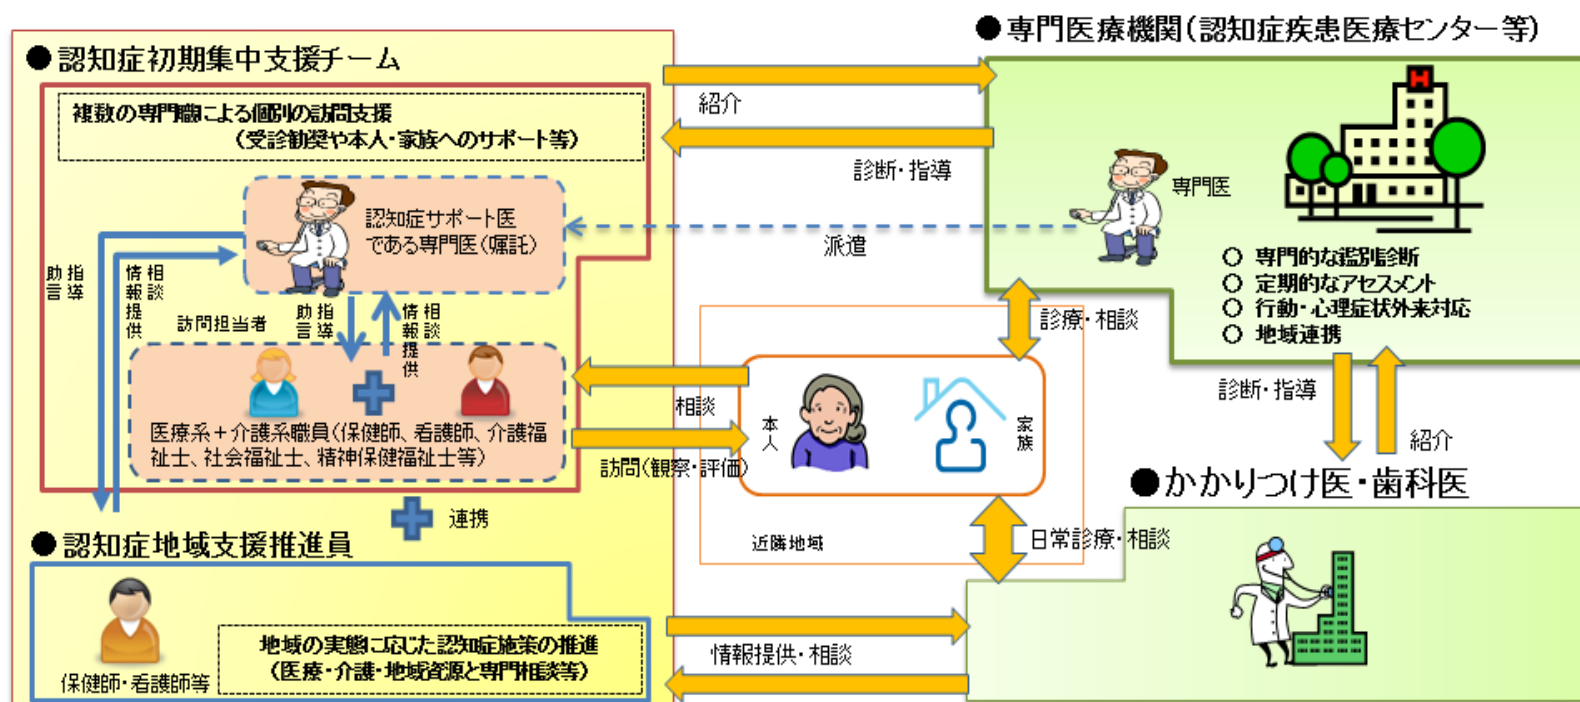 ●認知症初期集中支援チーム
複数の専門職による個別の訪問支援
(受診勧奨や本人・家族へのサポート等)
認知症サポート医
である専門医(嘱託)
指導
助言
相談
情報提供
訪問担当者
指導
助言
相談
情報提供
医療系+介護系職員(保健師、看護師、介護福
祉士、社会福祉士、精神保健福祉士等)
連携
●認知症地域支援推進員
保健師・看護師等
地域の実態に応じた認知症施策の推進
(医療・介護・地域資源と専門相談等)
紹介
診断・指導
派遣
相談
訪問(観察・評価)
本人
家族
近隣地域
診療・相談
日常診療・相談
情報提供・相談
●専門医療機関(認知症疾患医療センター等)
専門医
○ 専門的な鑑別診断
○ 定期的なアセスメント
○ 行動・心理症状外来対応
○ 地域連携
診断・指導
紹介
●かかりつけ医・歯科医
H